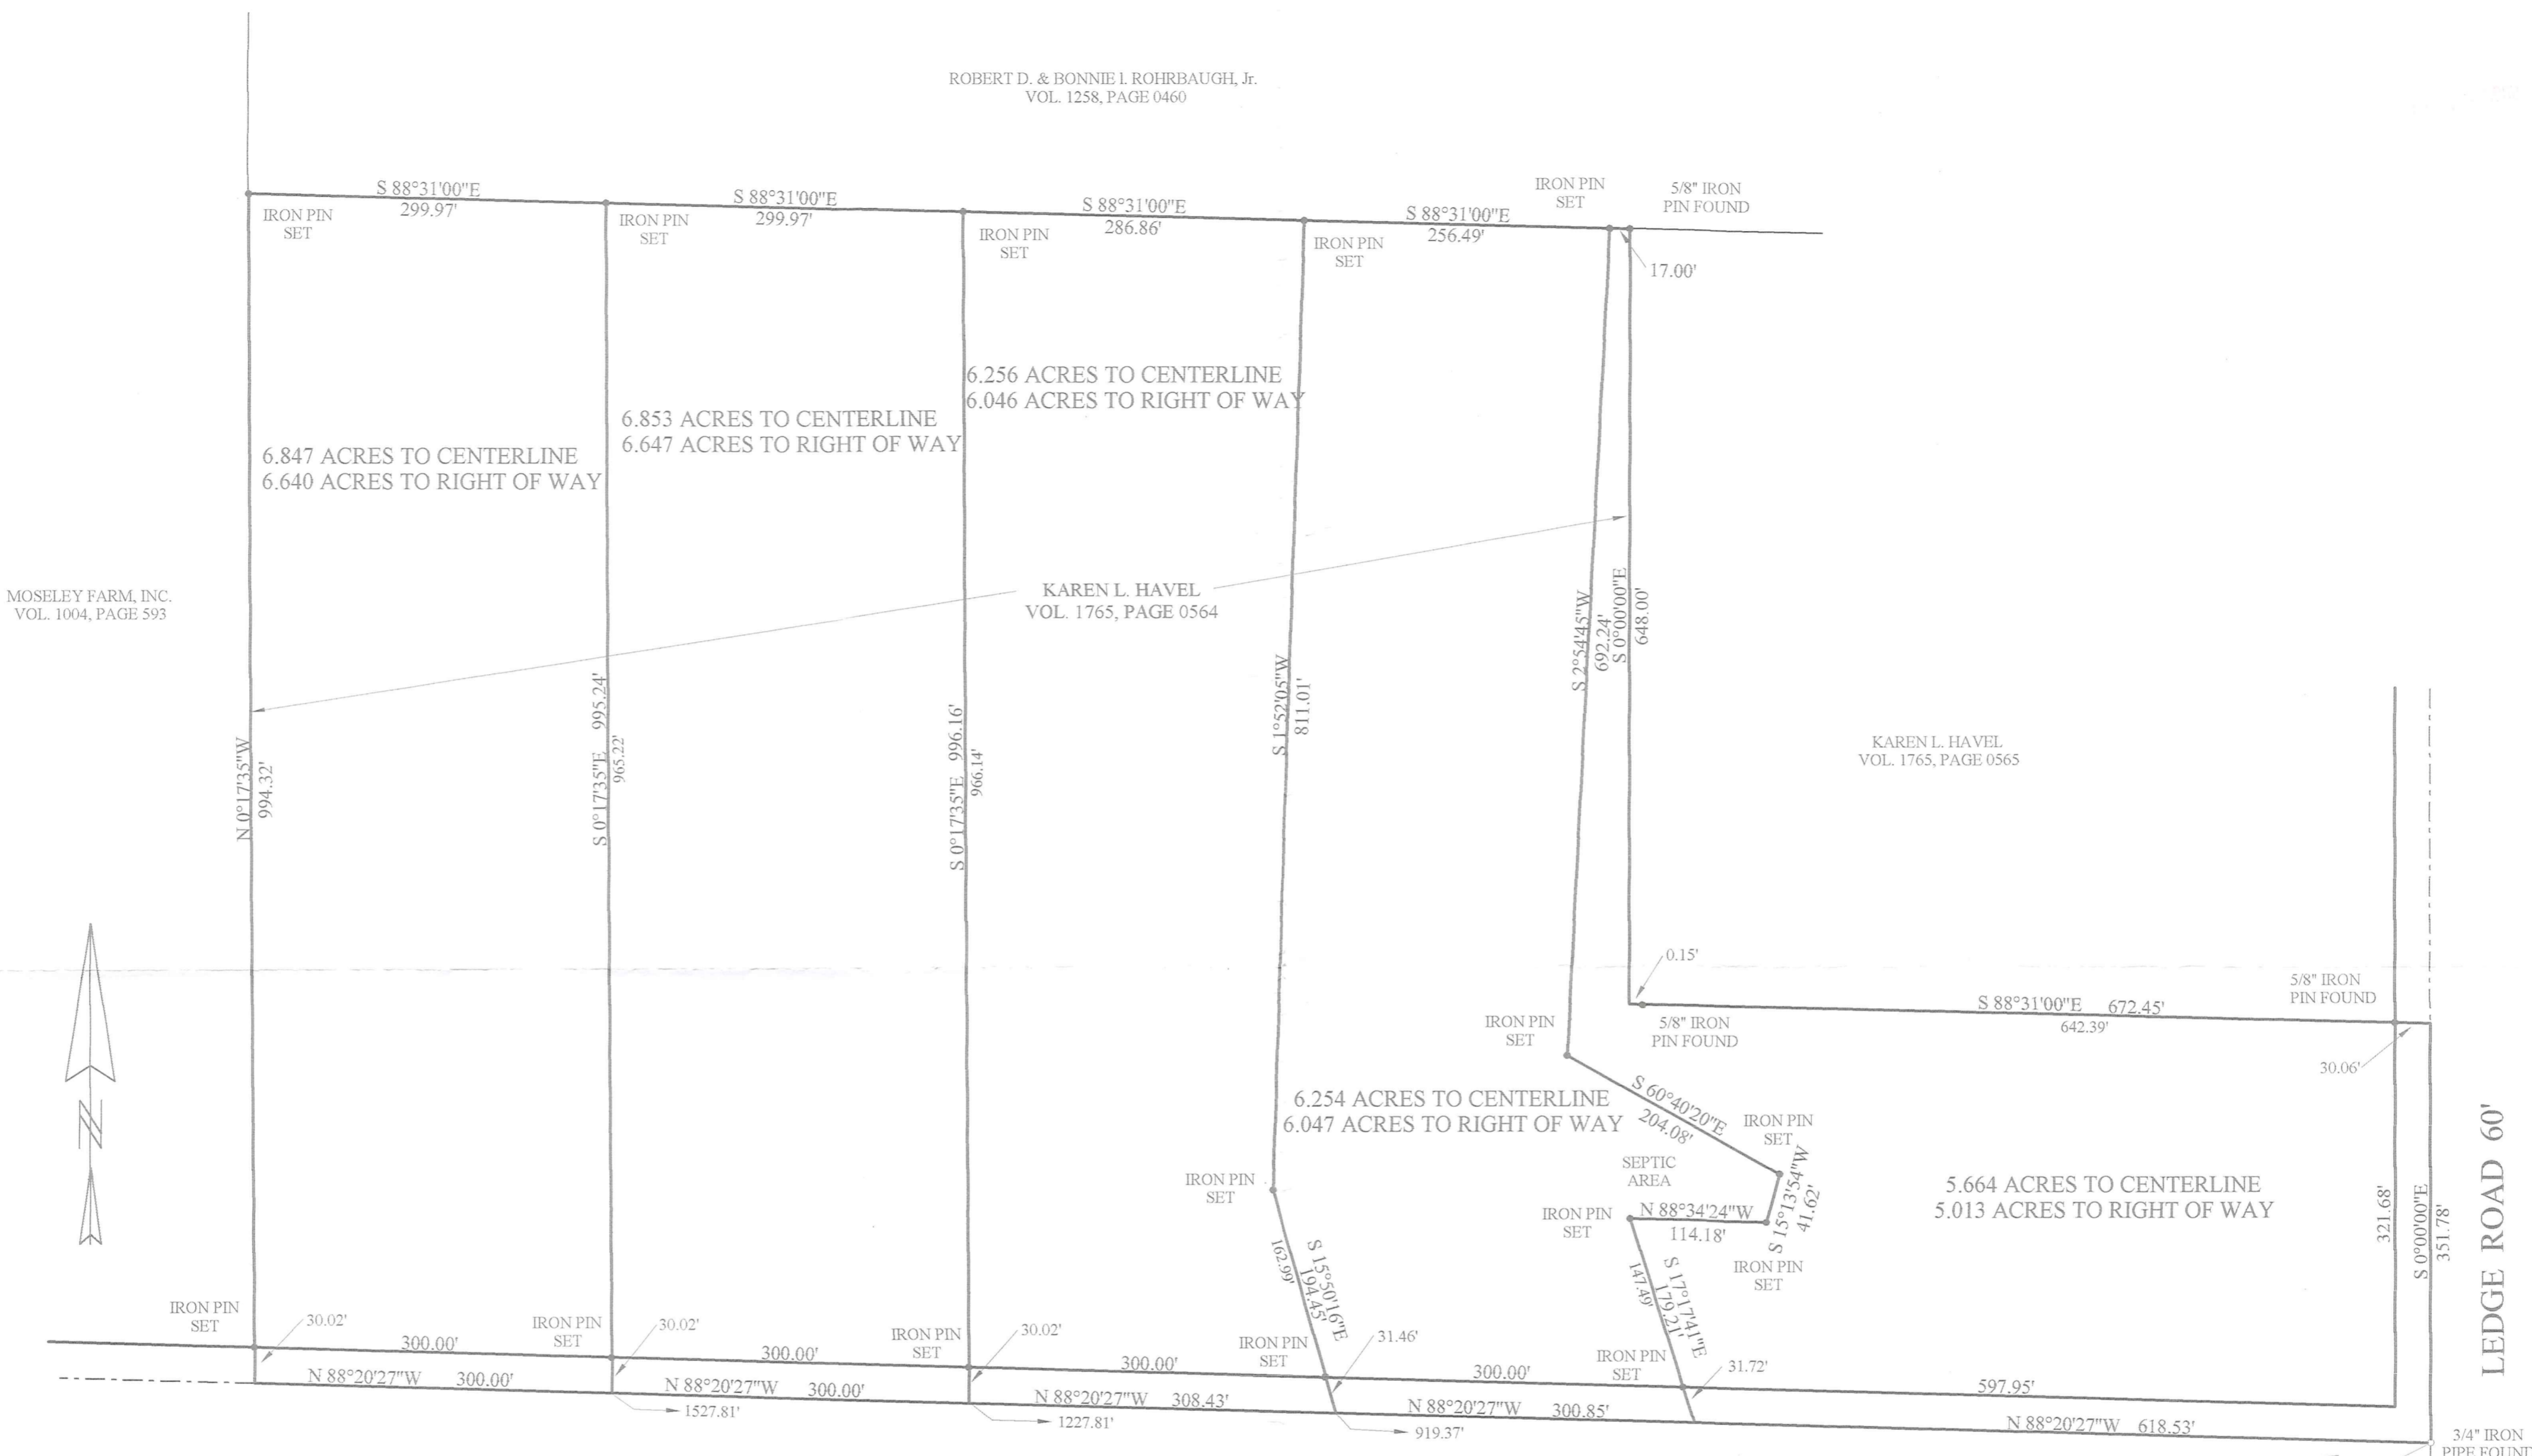 ROBERT D. & BONNIE I. ROHRBAUGH, Jr.
VOL. 1258, PAGE 0460
S 88°31'00"E
299.97'
S 88°31'00"E
299.97'
S 88°31'00"E
286.86'
S 88°31'00"E
256.49'
IRON PIN
SET
5/8" IRON
PIN FOUND
IRON PIN
SET
IRON PIN
SET
IRON PIN
SET
IRON PIN
SET
17.00'
6.847 ACRES TO CENTERLINE
6.640 ACRES TO RIGHT OF WAY
6.853 ACRES TO CENTERLINE
6.647 ACRES TO RIGHT OF WAY
6.256 ACRES TO CENTERLINE
6.046 ACRES TO RIGHT OF WAY
MOSELEY FARM, INC.
VOL. 1004, PAGE 593
KAREN L. HAVEL
VOL. 1765, PAGE 0564
KAREN L. HAVEL
VOL. 1765, PAGE 0565
N 0°17'35"W
994.32'
S 0°17'35"E 995.24'
965.22'
S 0°17'35"E 996.16'
966.14'
S 1°52'05"W
811.01'
S 2°54'45"W
692.24'
S 0°00'00"E
648.00'
0.15'
5/8" IRON
PIN FOUND
S 88°31'00"E 672.45'
642.39'
5/8" IRON
PIN FOUND
30.06'
IRON PIN
SET
6.254 ACRES TO CENTERLINE
6.047 ACRES TO RIGHT OF WAY
S 60°40'20"E
204.08'
IRON PIN
SET
SEPTIC
AREA
S 15°13'54"W
41.62'
N 88°34'24"W
114.18'
IRON PIN
SET
IRON PIN
SET
IRON PIN
SET
5.664 ACRES TO CENTERLINE
5.013 ACRES TO RIGHT OF WAY
321.68'
S 0°00'00"E
351.78'
LEDGE ROAD 60'
N
S 15°50'16"E
194.45'
162.99'
S 17°17'41"E
179.21'
147.49'
IRON PIN
SET
30.02'
300.00'
IRON PIN
SET
30.02'
300.00'
IRON PIN
SET
30.02'
300.00'
IRON PIN
SET
31.46'
300.00'
IRON PIN
SET
31.72'
597.95'
N 88°20'27"W 300.00'
N 88°20'27"W 300.00'
N 88°20'27"W 308.43'
N 88°20'27"W 300.85'
N 88°20'27"W 618.53'
1527.81'
1227.81'
919.37'
3/4" IRON
PIPE FOUND